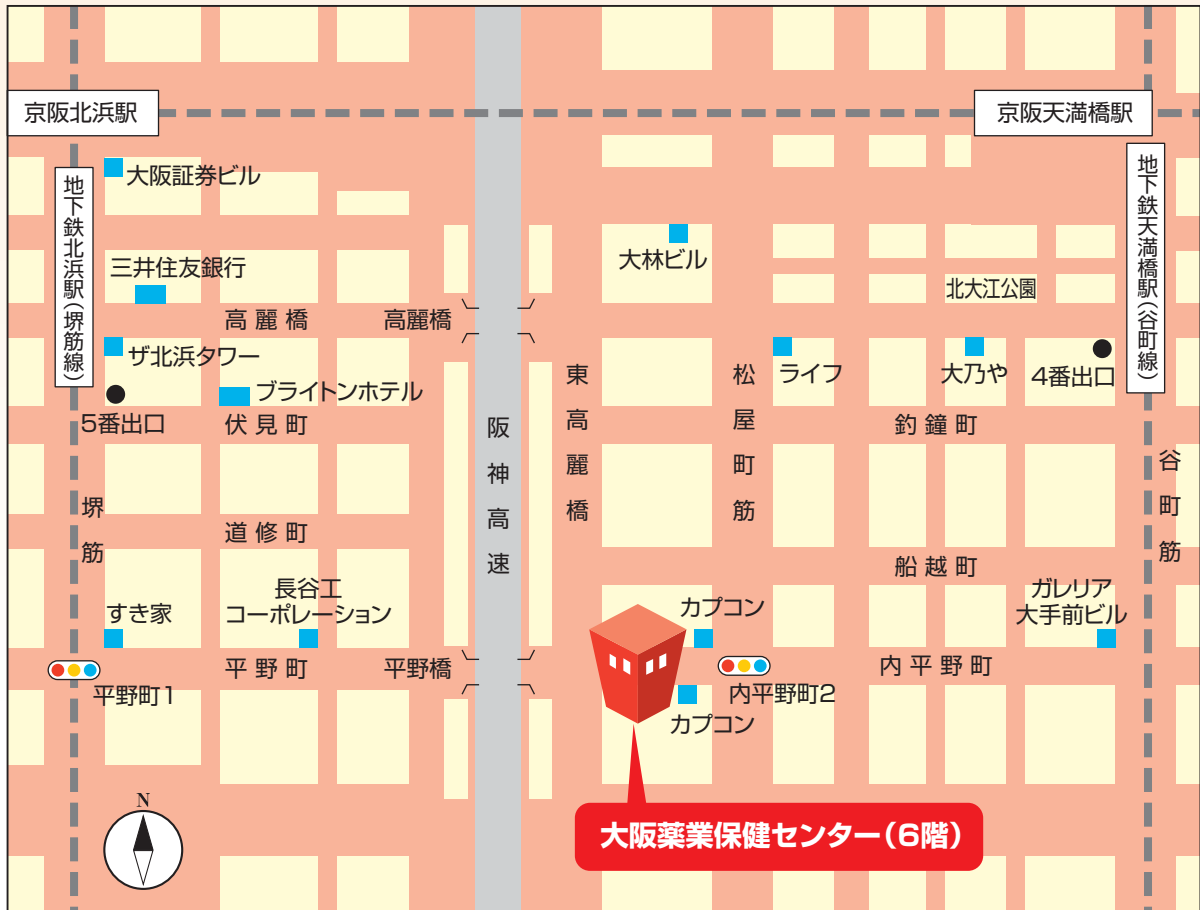 京阪北浜駅
京阪天満橋駅
大阪証券ビル
地下鉄北浜駅(堺筋線)
地下鉄天満橋駅(谷町線)
大林ビル
三井住友銀行
北大江公園
高麗橋
高麗橋
ザ北浜タワー
ライフ
大乃や
4番出口
ブライトンホテル
5番出口
伏見町
東高麗橋
松屋町筋
釣鐘町
阪神高速
谷町筋
堺筋
道修町
船越町
長谷工
コーポレーション
すき家
カプコン
ガレリア
大手前ビル
平野町
平野橋
内平野町
平野町1
内平野町2
カプコン
N
大阪薬業保健センター(6階)